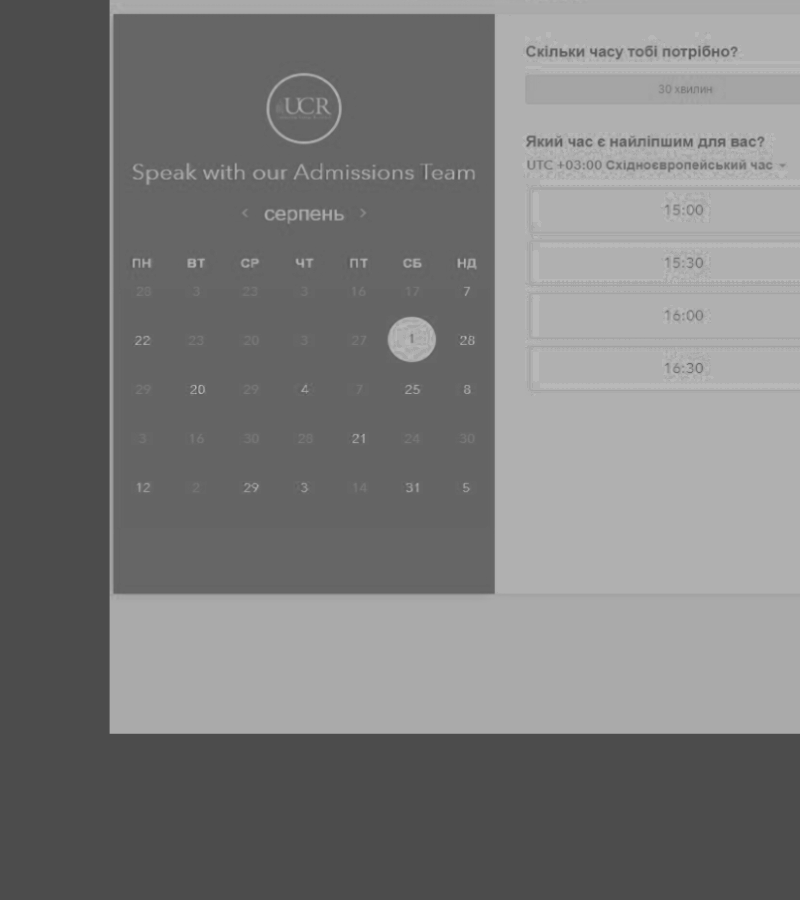 UCR
Speak with our Admissions Team
‹ серпень ›
ПН ВТ СР ЧТ ПТ СБ НД
23 3 23 3 16 17 7
22 23 20 3 27 1 28
29 20 29 4 7 25 8
3 16 30 28 21 24 30
12 2 29 3 14 31 5
Скільки часу тобі потрібно?
30 хвилин
Який час є найліпшим для вас?
UTC +03:00 Східноєвропейський час
15:00
15:30
16:00
16:30